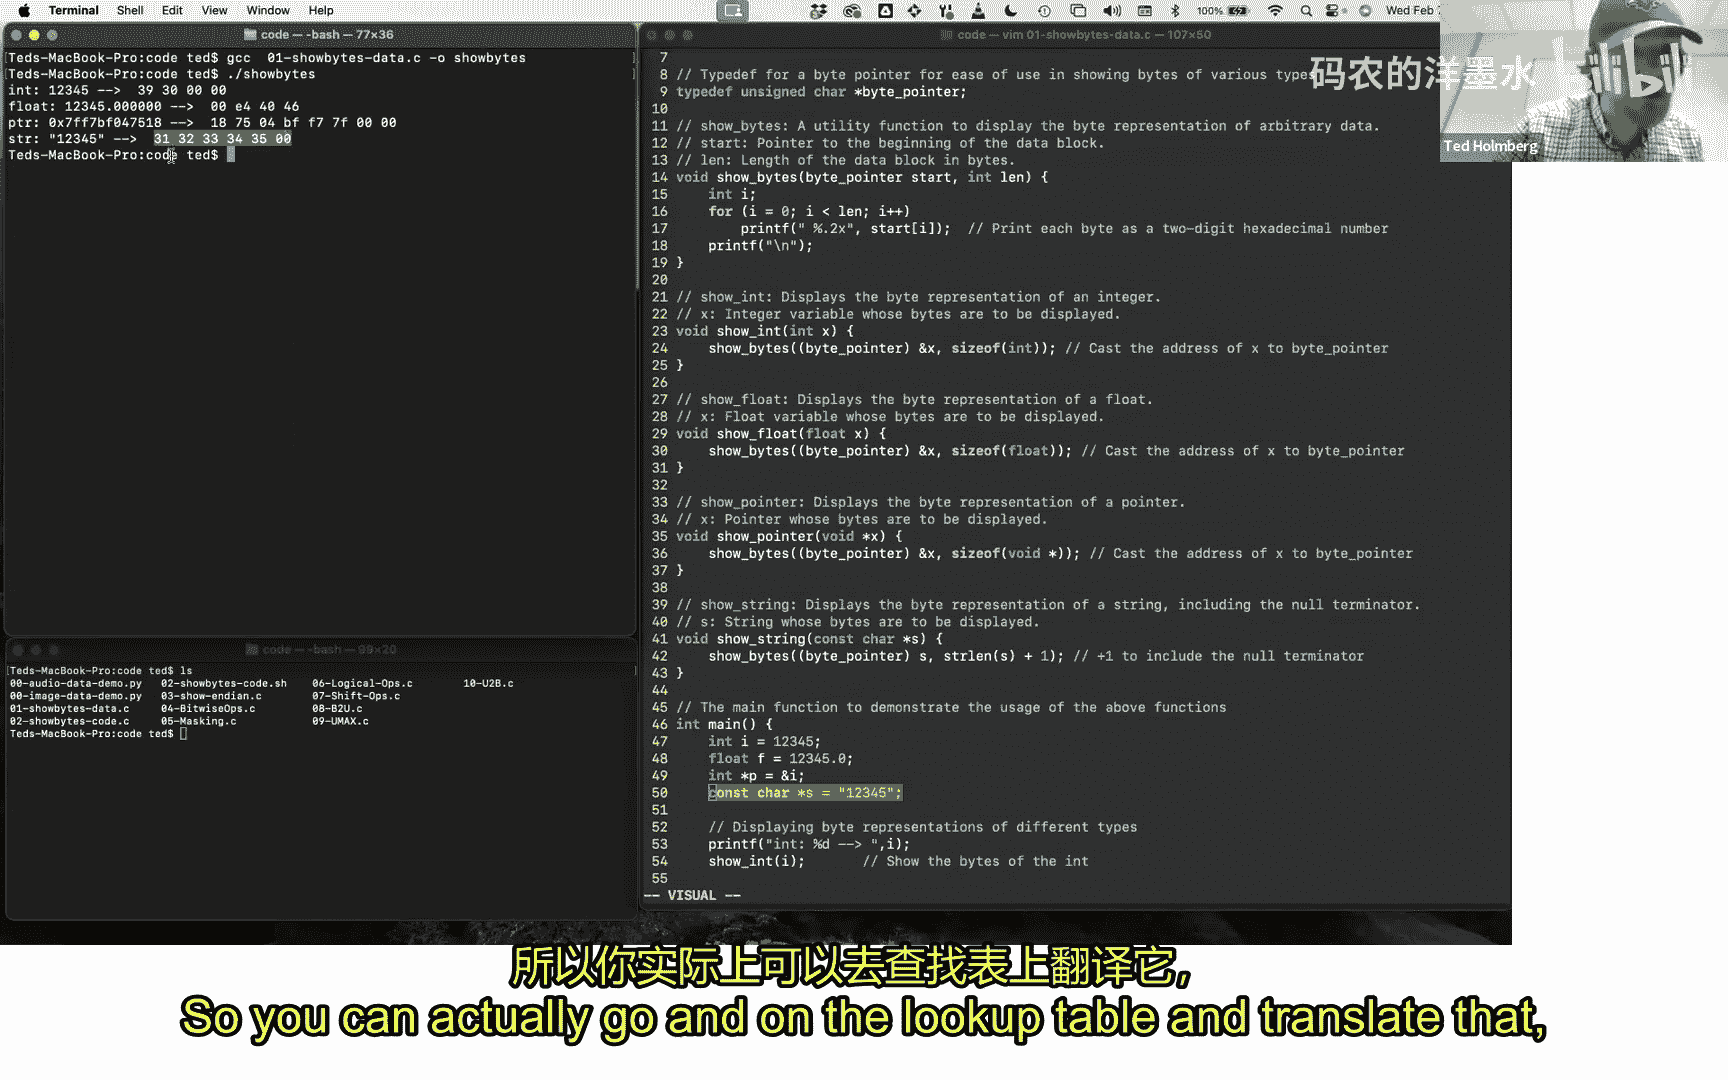 Terminal Shell Edit View Window Help
100% Wed Feb 7
code — -bash — 77×36
Teds-MacBook-Pro:code ted$ gcc  01-showbytes-data.c -o showbytes
Teds-MacBook-Pro:code ted$ ./showbytes
int: 12345 -->  39 30 00 00
float: 12345.000000 -->  00 e4 40 46
ptr: 0x7ff7bf047518 -->  18 75 04 bf f7 7f 00 00
str: "12345" -->  31 32 33 34 35 00
Teds-MacBook-Pro:code ted$
code — -bash — 99×20
Teds-MacBook-Pro:code ted$ ls
00-audio-data-demo.py 02-showbytes-code.sh 06-Logical-Ops.c 10-U2B.c
00-image-data-demo.py 03-show-endian.c 07-Shift-Ops.c
01-showbytes-data.c 04-BitwiseOps.c 08-B2U.c
02-showbytes-code.c 05-Masking.c 09-UMAX.c
Teds-MacBook-Pro:code ted$
code — vim 01-showbytes-data.c — 107×50
7
8 // Typedef for a byte pointer for ease of use in showing bytes of various types
9 typedef unsigned char *byte_pointer;
10
11 // show_bytes: A utility function to display the byte representation of arbitrary data.
12 // start: Pointer to the beginning of the data block.
13 // len: Length of the data block in bytes.
14 void show_bytes(byte_pointer start, int len) {
15     int i;
16     for (i = 0; i < len; i++)
17         printf(" %.2x", start[i]);  // Print each byte as a two-digit hexadecimal number
18     printf("\n");
19 }
20
21 // show_int: Displays the byte representation of an integer.
22 // x: Integer variable whose bytes are to be displayed.
23 void show_int(int x) {
24     show_bytes((byte_pointer) &x, sizeof(int)); // Cast the address of x to byte_pointer
25 }
26
27 // show_float: Displays the byte representation of a float.
28 // x: Float variable whose bytes are to be displayed.
29 void show_float(float x) {
30     show_bytes((byte_pointer) &x, sizeof(float)); // Cast the address of x to byte_pointer
31 }
32
33 // show_pointer: Displays the byte representation of a pointer.
34 // x: Pointer whose bytes are to be displayed.
35 void show_pointer(void *x) {
36     show_bytes((byte_pointer) &x, sizeof(void *)); // Cast the address of x to byte_pointer
37 }
38
39 // show_string: Displays the byte representation of a string, including the null terminator.
40 // s: String whose bytes are to be displayed.
41 void show_string(const char *s) {
42     show_bytes((byte_pointer) s, strlen(s) + 1); // +1 to include the null terminator
43 }
44
45 // The main function to demonstrate the usage of the above functions
46 int main() {
47     int i = 12345;
48     float f = 12345.0;
49     int *p = &i;
50     const char *s = "12345";
51
52     // Displaying byte representations of different types
53     printf("int: %d --> ",i);
54     show_int(i);       // Show the bytes of the int
55
-- VISUAL --
码农的洋墨水 bilibili
Ted Holmberg
所以你实际上可以去查找表上翻译它，
So you can actually go and on the lookup table and translate that,